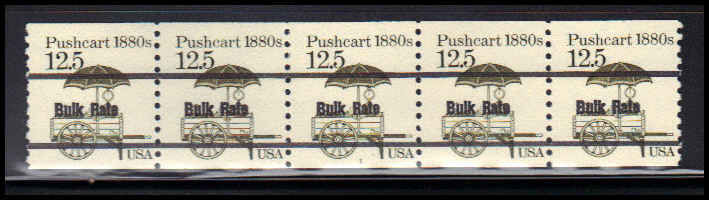 Pushcart 1880s Pushcart 1880s Pushcart 1880s Pushcart 1880s Pushcart 1880s
12.5 12.5 12.5 12.5 12.5
Bulk Rate Bulk Rate Bulk Rate Bulk Rate Bulk Rate
USA USA USA USA USA
1